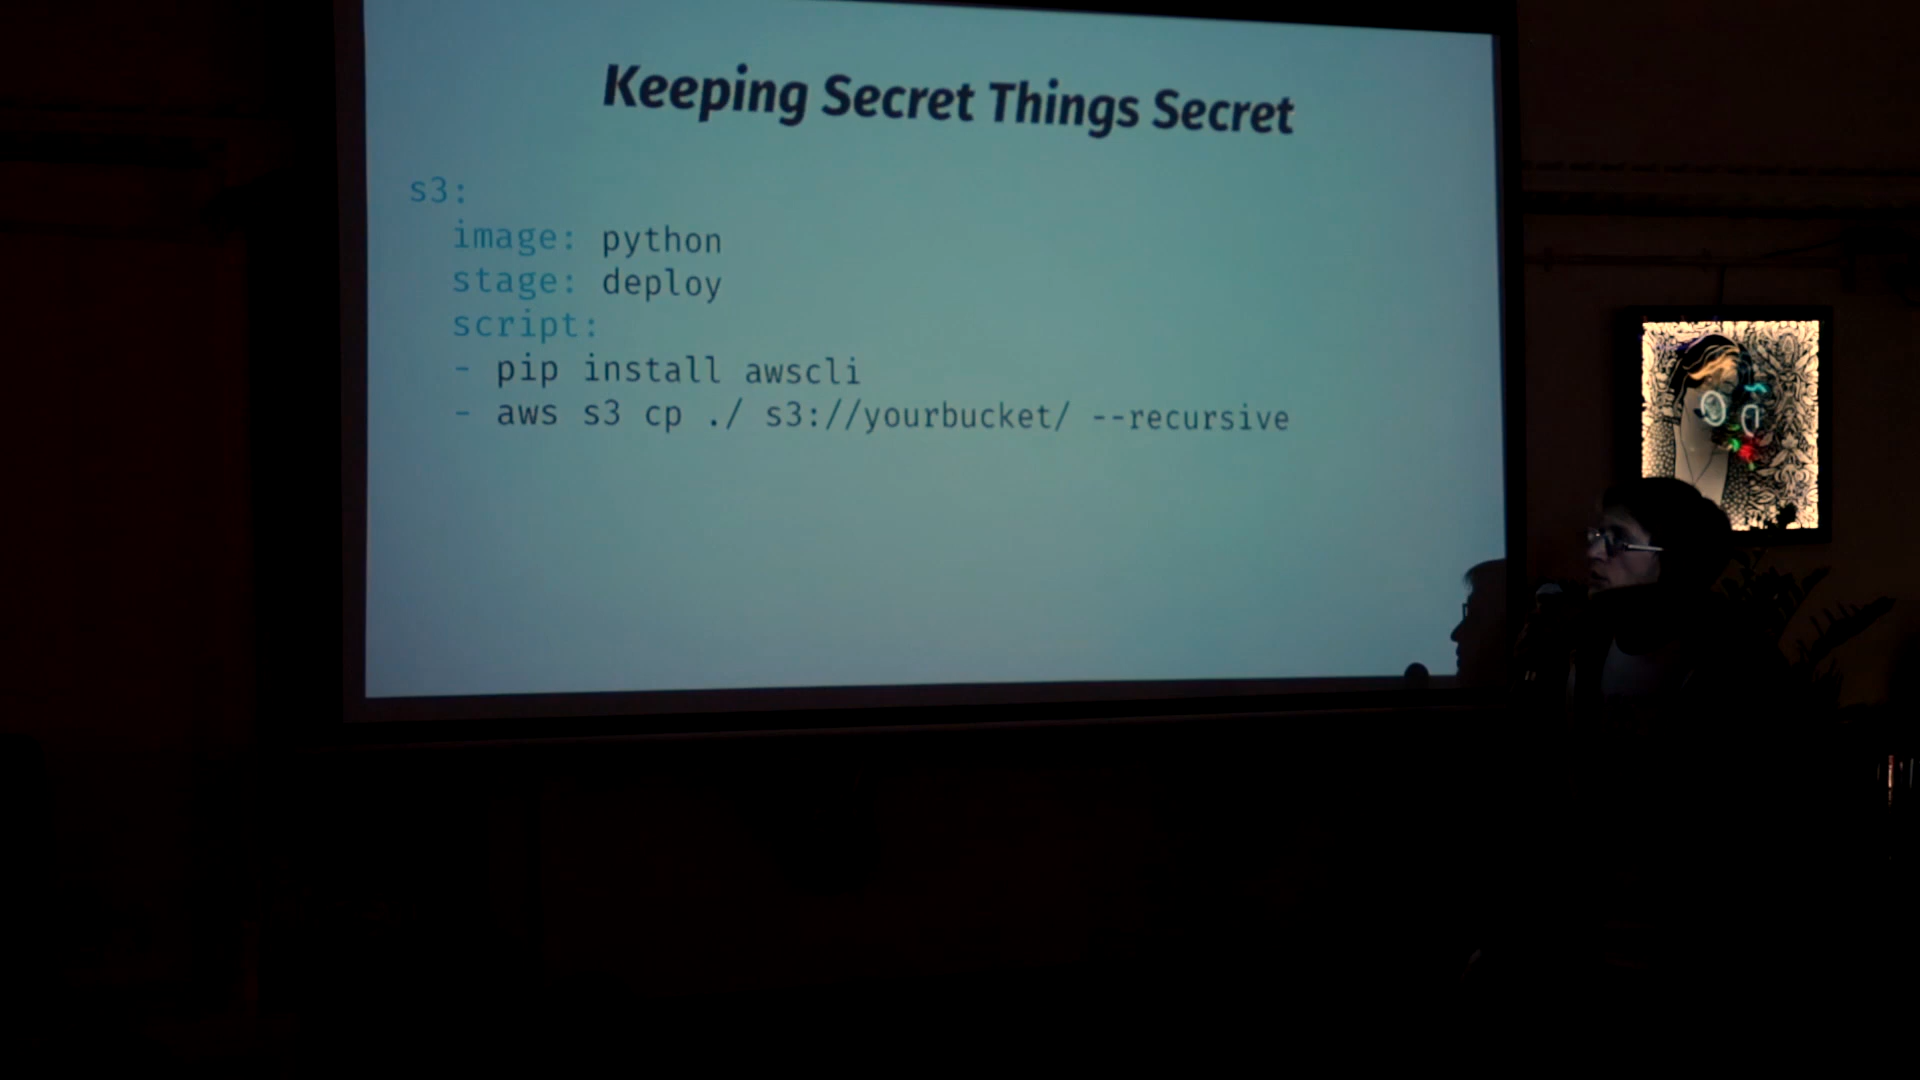 Keeping Secret Things Secret
s3:
  image: python
  stage: deploy
  script:
  - pip install awscli
  - aws s3 cp ./ s3://yourbucket/ --recursive